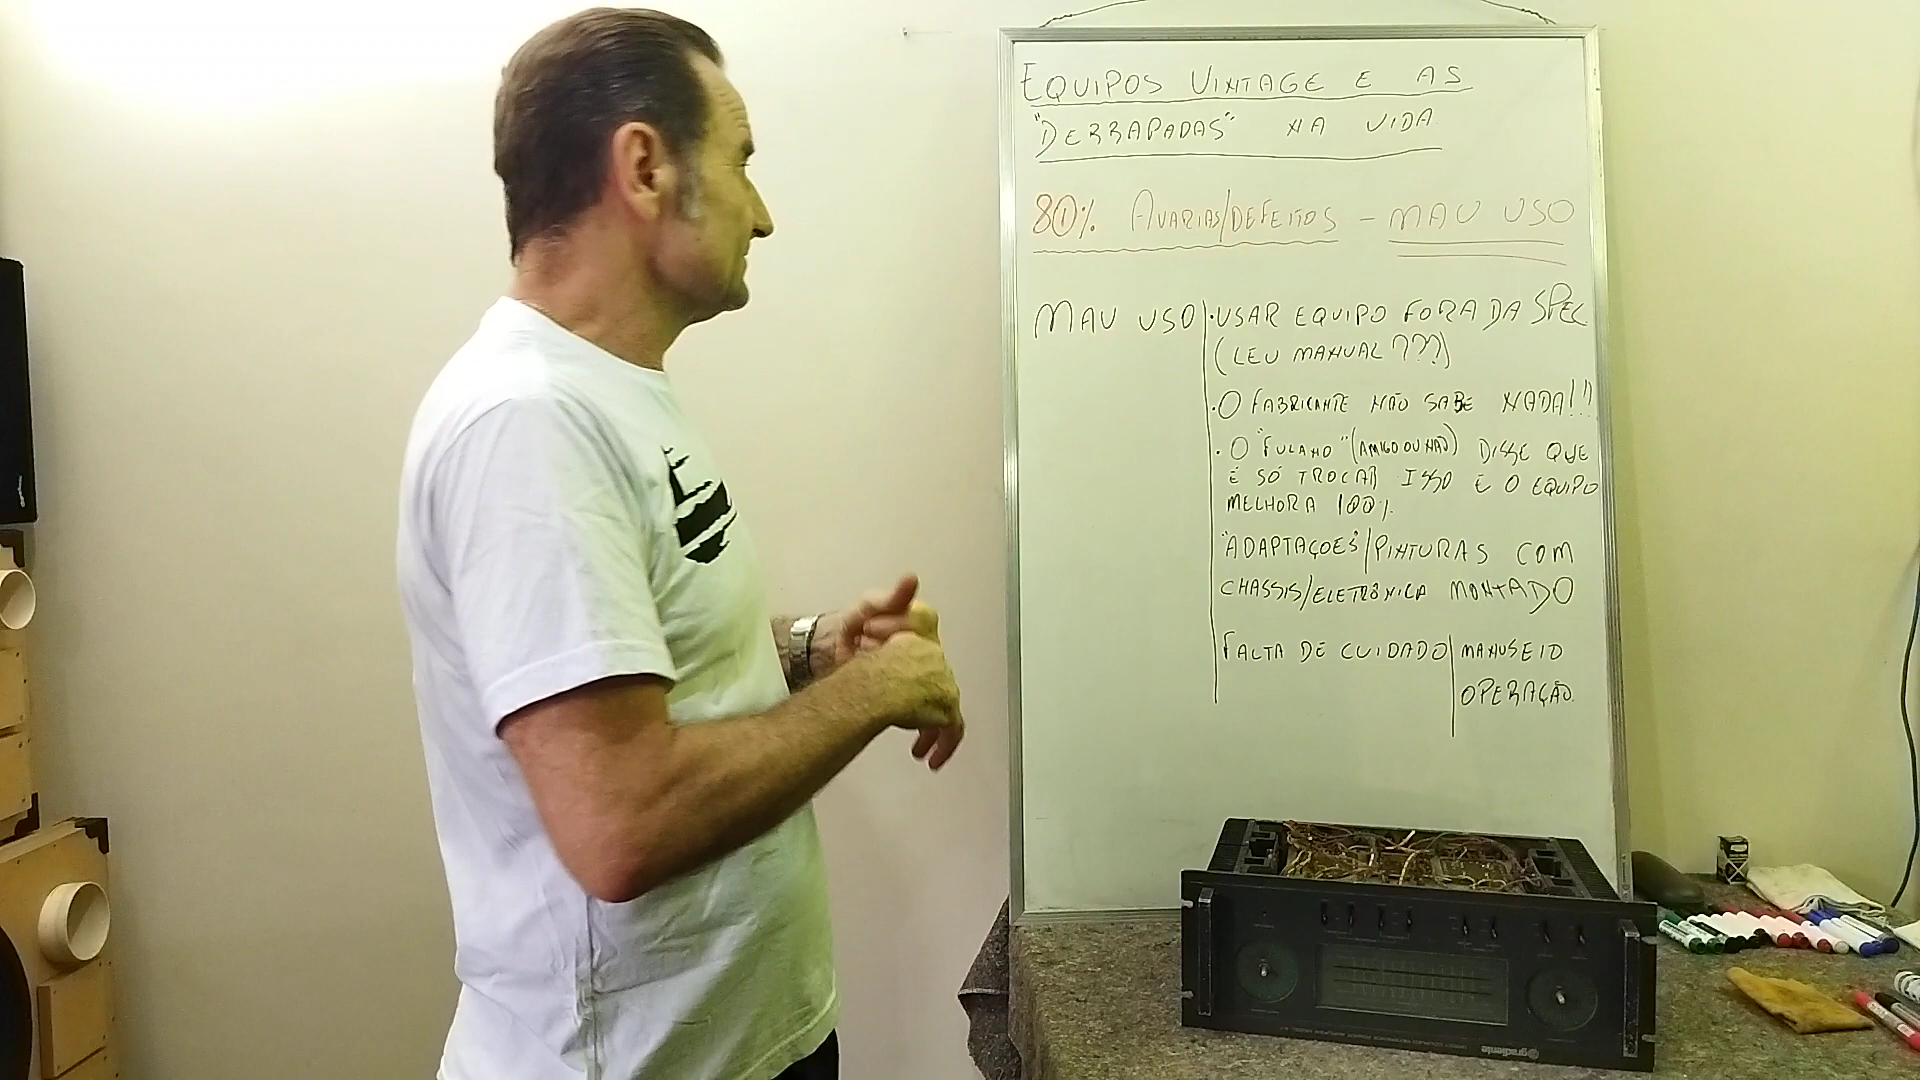 EQUIPOS VINTAGE E AS
"DERRAPADAS" NA VIDA
80% AVARIAS/DEFEITOS - MAU USO
MAU USO
·USAR EQUIPO FORA DA SPEC
(LEU MANUAL ???)
·O FABRICANTE NÃO SABE NADA!!!
·O "FULANO" (AMIGO OU NÃO) DISSE QUE
É SÓ TROCAR ISSO E O EQUIPO
MELHORA 100%.
"ADAPTAÇOES"/PINTURAS COM
CHASSIS/ELETRÔNICA MONTADO
FALTA DE CUIDADO
MANUSEIO
OPERAÇÃO
gradiente